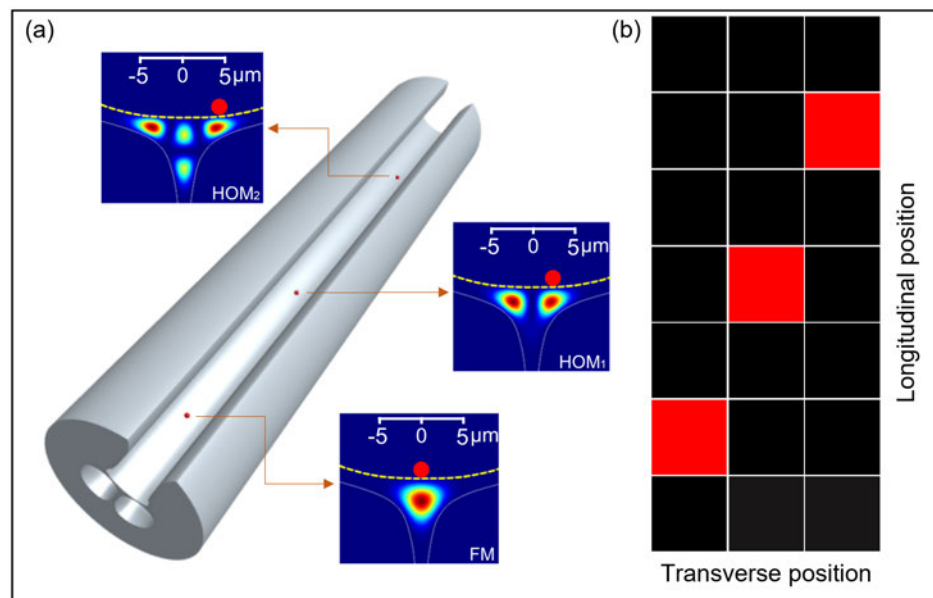 (a)
-5 0 5μm
HOM₂
-5 0 5μm
HOM₁
-5 0 5μm
FM
(b)
Longitudinal position
Transverse position